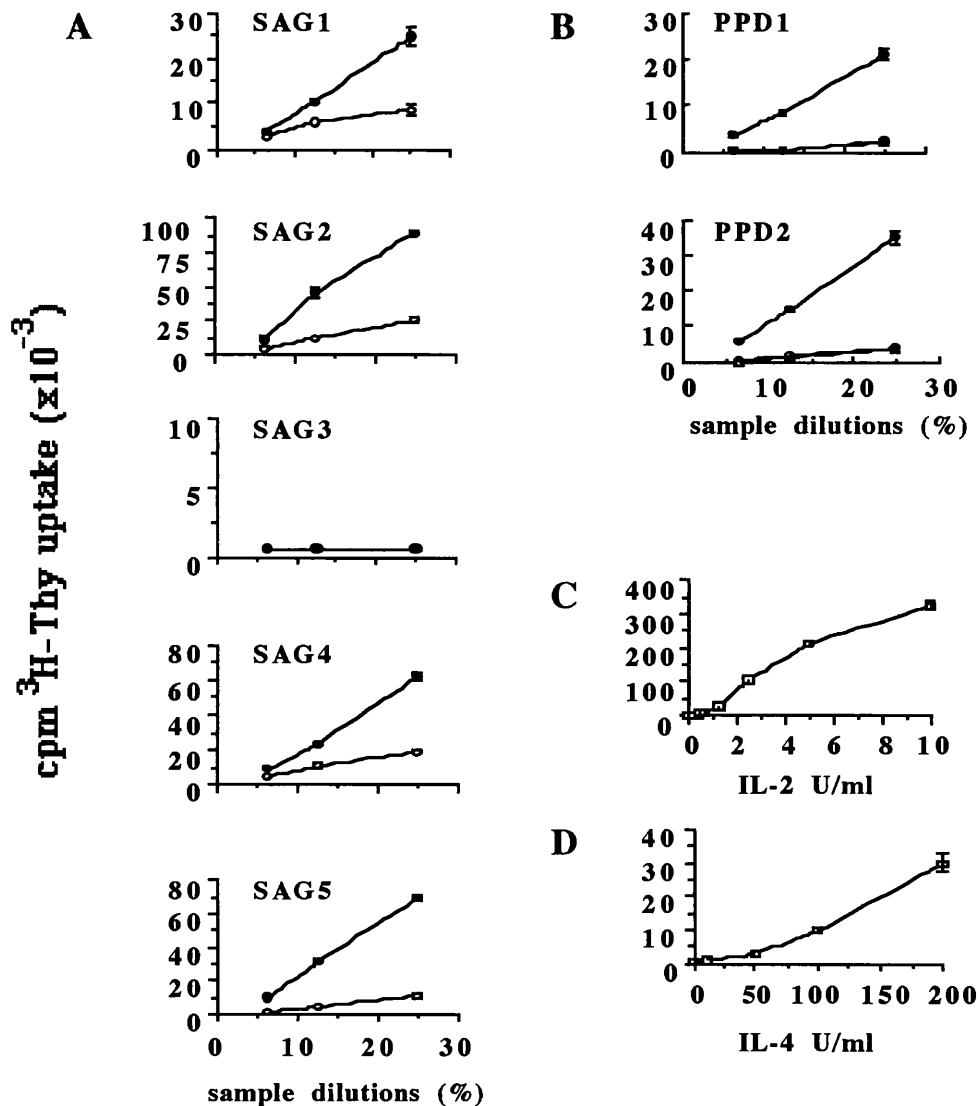 A
SAG1
30
20
10
0
SAG2
100
75
50
25
0
SAG3
10
5
0
SAG4
80
60
40
20
0
SAG5
80
60
40
20
0
0 10 20 30
sample dilutions (%)
cpm ³H-Thy uptake (x10⁻³)
B
PPD1
30
20
10
0
PPD2
40
30
20
10
0
0 10 20 30
sample dilutions (%)
C
400
300
200
100
0
0 2 4 6 8 10
IL-2 U/ml
D
40
30
20
10
0
0 50 100 150 200
IL-4 U/ml